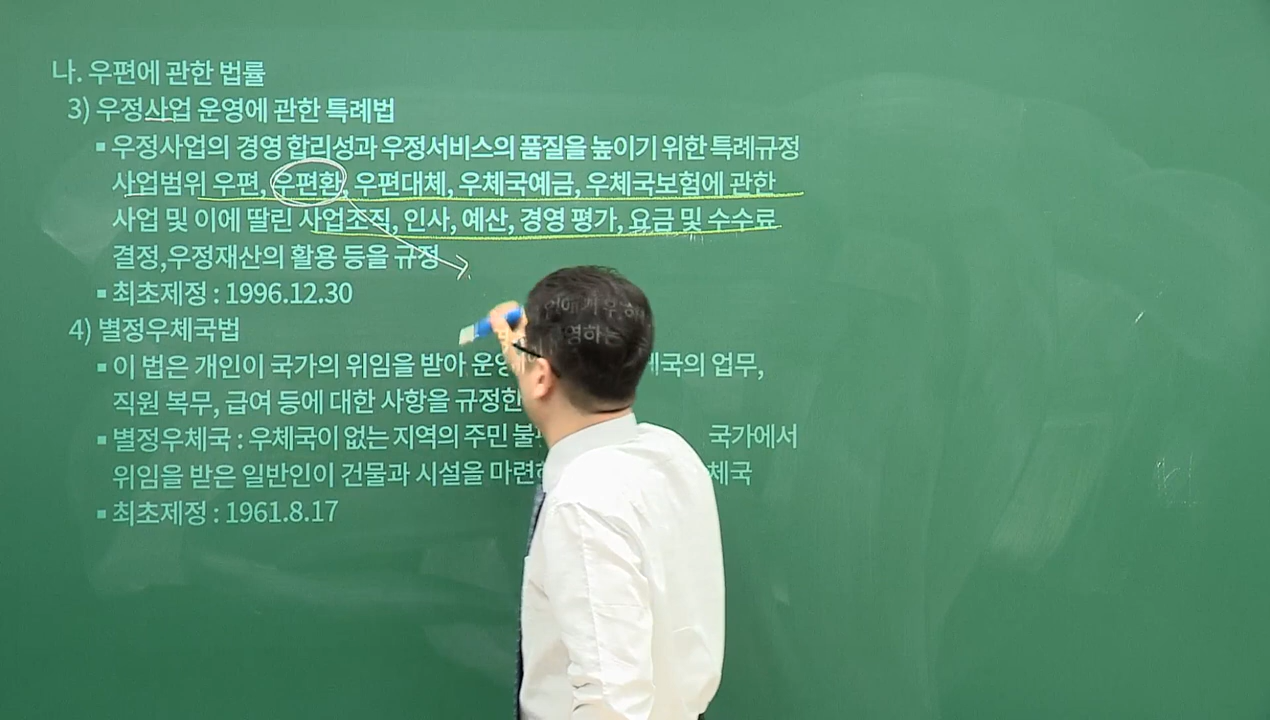 나. 우편에 관한 법률
3) 우정사업 운영에 관한 특례법
▪ 우정사업의 경영 합리성과 우정서비스의 품질을 높이기 위한 특례규정
사업범위 우편, 우편환, 우편대체, 우체국예금, 우체국보험에 관한
사업 및 이에 딸린 사업조직, 인사, 예산, 경영 평가, 요금 및 수수료
결정,우정재산의 활용 등을 규정
▪ 최초제정 : 1996.12.30
4) 별정우체국법
▪ 이 법은 개인이 국가의 위임을 받아 업무,
직원 복무, 급여 등에 대한 사항을
▪ 별정우체국 : 우체국이 없는 지역의 주민 국가에서
위임을 받은 일반인이 건물과 시설을
▪ 최초제정 : 1961.8.17